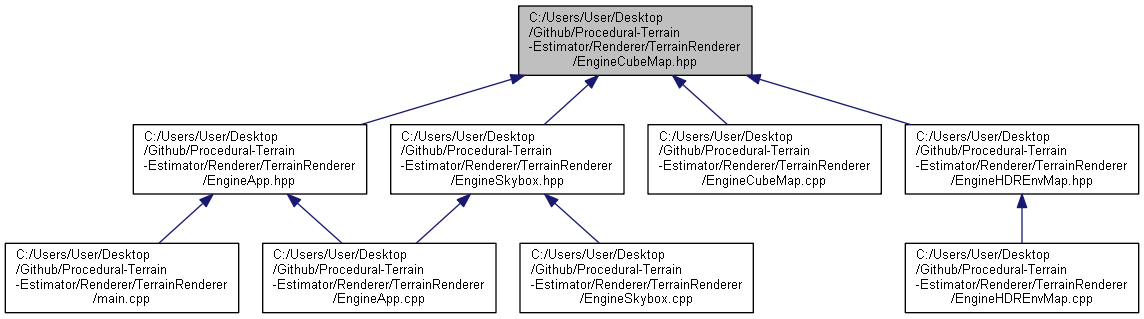 C:/Users/User/Desktop
/Github/Procedural-Terrain
-Estimator/Renderer/TerrainRenderer
/EngineCubeMap.hpp
C:/Users/User/Desktop
/Github/Procedural-Terrain
-Estimator/Renderer/TerrainRenderer
/EngineApp.hpp
C:/Users/User/Desktop
/Github/Procedural-Terrain
-Estimator/Renderer/TerrainRenderer
/EngineSkybox.hpp
C:/Users/User/Desktop
/Github/Procedural-Terrain
-Estimator/Renderer/TerrainRenderer
/EngineCubeMap.cpp
C:/Users/User/Desktop
/Github/Procedural-Terrain
-Estimator/Renderer/TerrainRenderer
/EngineHDREnvMap.hpp
C:/Users/User/Desktop
/Github/Procedural-Terrain
-Estimator/Renderer/TerrainRenderer
/main.cpp
C:/Users/User/Desktop
/Github/Procedural-Terrain
-Estimator/Renderer/TerrainRenderer
/EngineApp.cpp
C:/Users/User/Desktop
/Github/Procedural-Terrain
-Estimator/Renderer/TerrainRenderer
/EngineSkybox.cpp
C:/Users/User/Desktop
/Github/Procedural-Terrain
-Estimator/Renderer/TerrainRenderer
/EngineHDREnvMap.cpp